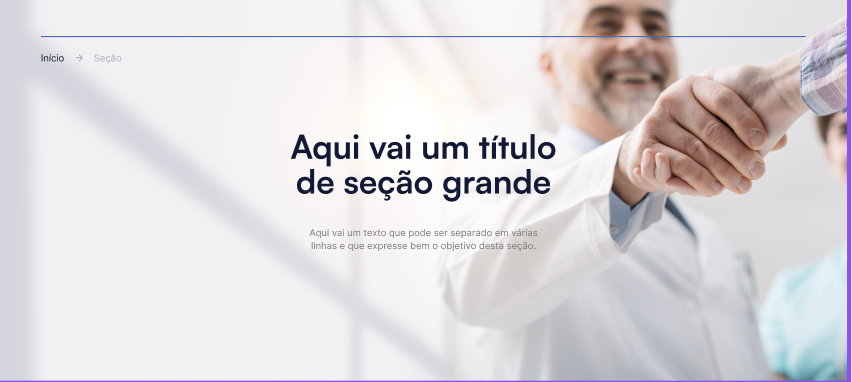 Início → Seção
Aqui vai um título
de seção grande
Aqui vai um texto que pode ser separado em várias
linhas e que expresse bem o objetivo desta seção.